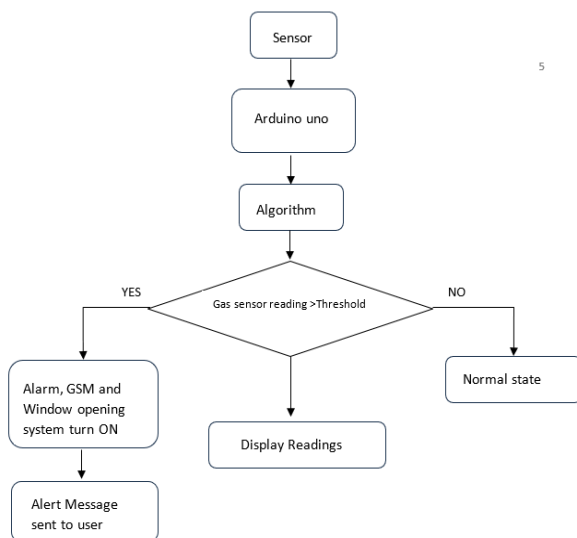 Sensor
5
Arduino uno
Algorithm
YES
NO
Gas sensor reading >Threshold
Alarm, GSM and
Window opening
system turn ON
Normal state
Display Readings
Alert Message
sent to user